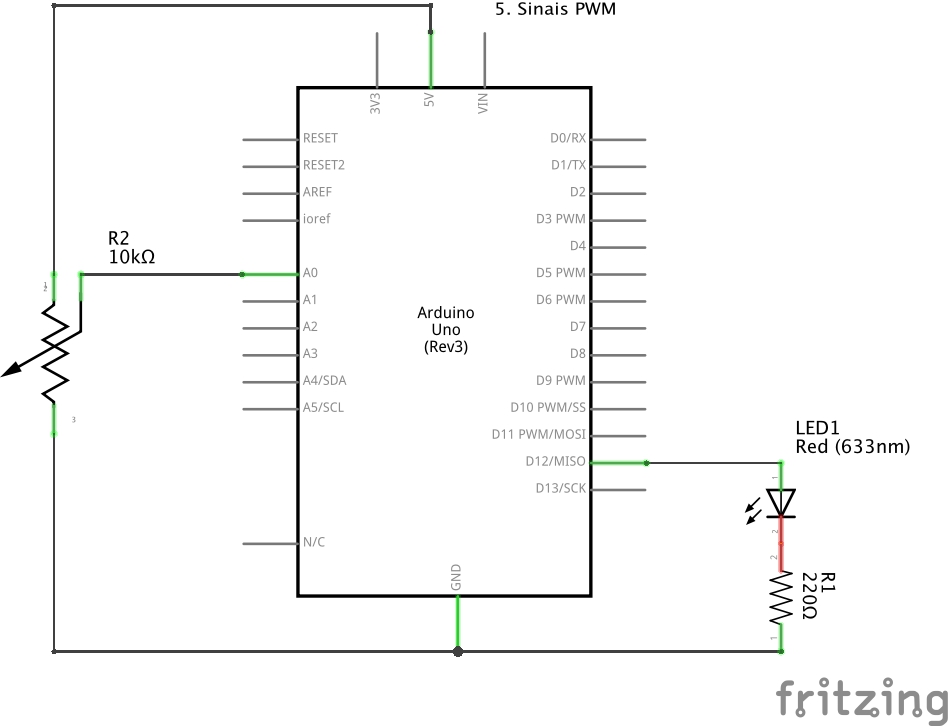 5. Sinais PWM
3V3
5V
VIN
RESET
RESET2
AREF
ioref
A0
A1
A2
A3
A4/SDA
A5/SCL
N/C
D0/RX
D1/TX
D2
D3 PWM
D4
D5 PWM
D6 PWM
D7
D8
D9 PWM
D10 PWM/SS
D11 PWM/MOSI
D12/MISO
D13/SCK
GND
Arduino
Uno
(Rev3)
R2
10kΩ
3
LED1
Red (633nm)
1
2
2
R1
220Ω
1
fritzing